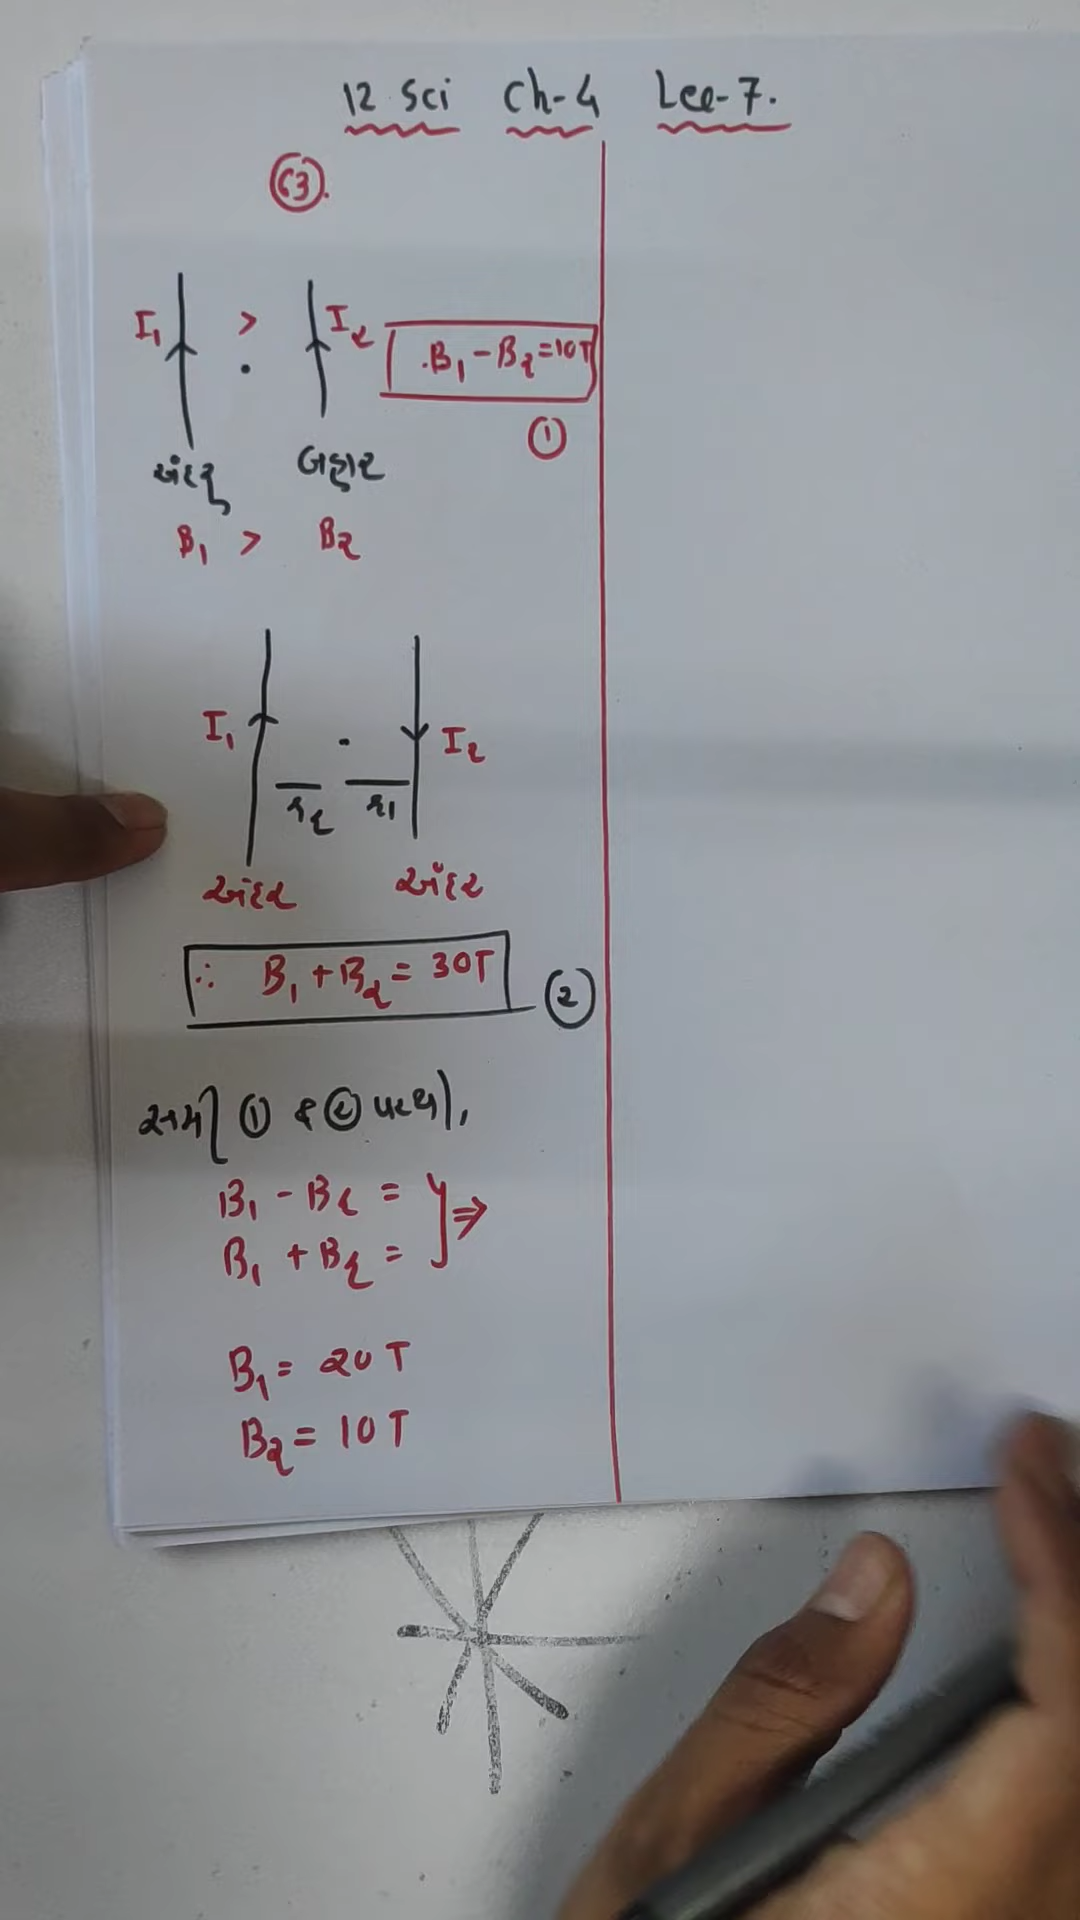 12 Sci Ch-4 Lec-7.
63.
I₁ > I₂
B₁ - B₂ = 10T
①
અંદર બહાર
B₁ > B₂
I₁ I₂
r₂ r₁
અંદર અંદર
∴ B₁ + B₂ = 30T
②
સમી ① & ② પરથી,
B₁ - B₂ =
B₁ + B₂ = } ⇒
B₁ = 20 T
B₂ = 10 T